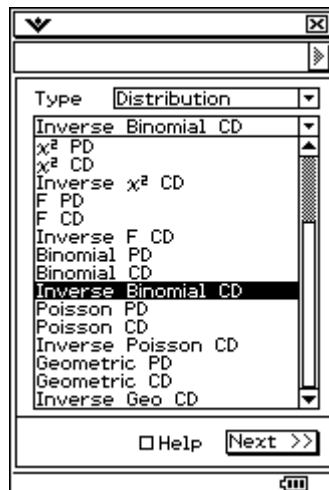 Type Distribution
Inverse Binomial CD
χ² PD
χ² CD
Inverse χ² CD
F PD
F CD
Inverse F CD
Binomial PD
Binomial CD
Inverse Binomial CD
Poisson PD
Poisson CD
Inverse Poisson CD
Geometric PD
Geometric CD
Inverse Geo CD
Help Next >>